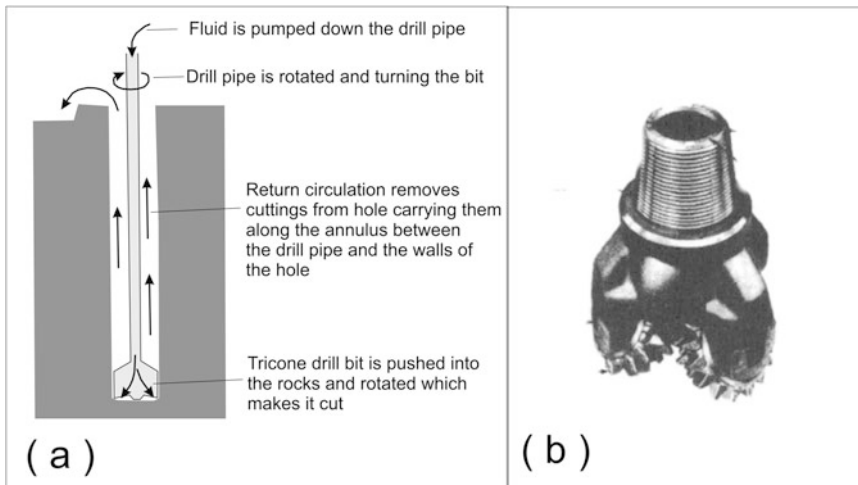 Fluid is pumped down the drill pipe
Drill pipe is rotated and turning the bit
Return circulation removes
cuttings from hole carrying them
along the annulus between
the drill pipe and the walls of
the hole
Tricone drill bit is pushed into
the rocks and rotated which
makes it cut
( a )
( b )